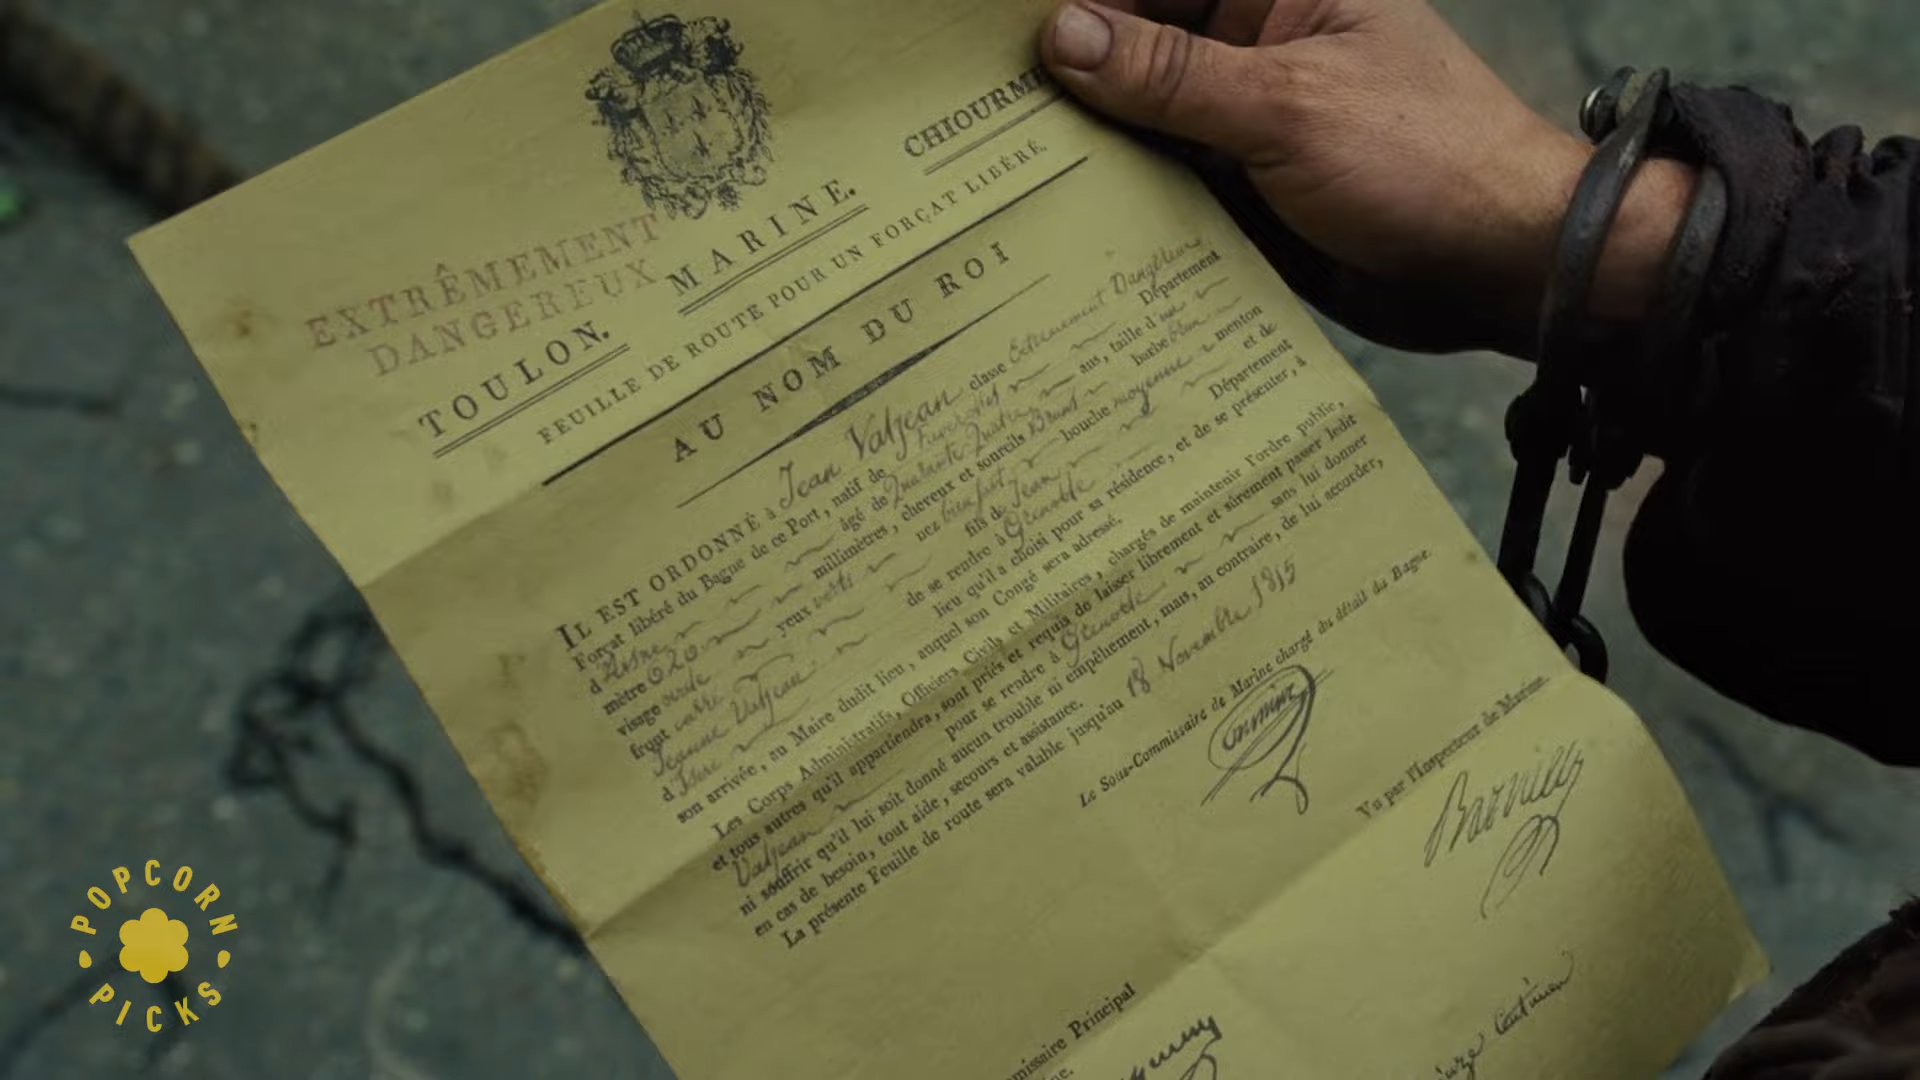 CHIOURME
EXTRÊMEMENT
DANGEREUX
TOULON. MARINE.
FEUILLE DE ROUTE POUR UN FORÇAT LIBÉRÉ.
AU NOM DU ROI
IL EST ORDONNÉ à Jean Valjean classe Extremement Dangereux
Forçat libéré du Bagne de ce Port, natif de Faverolles Département
d'Aisne âgé de Quarante-Quatre ans, taille d'un
mètre 620 millimètres, cheveux et sourcils Bruns barbe brun
visage ovale yeux verts nez bouche moyenne menton
front carré fils de Jean et de
Jeanne Valjean de se rendre à Grenoble Département
d'Isère lieu qu'il a choisi pour sa résidence, et de se présenter, à
son arrivée, au Maire dudit lieu, auquel son Congé sera adressé.
Les Corps Administratifs, Officiers Civils et Militaires, chargés de maintenir l'ordre public,
et tous autres qu'il appartiendra, sont priés et requis de laisser librement et sûrement passer ledit
Valjean pour se rendre à Grenoble sans lui donner
ni souffrir qu'il lui soit donné aucun trouble ni empêhement, mais, au contraire, de lui accorder,
en cas de besoin, tout aide, secours et assistance.
La présente Feuille de route sera valable jusqu'au 18 Novembre 1815
Le Sous-Commissaire de Marine chargé du détail du Bagne.
Vu par l'Inspecteur de Marine.
Principal
POPCORN
PICKS